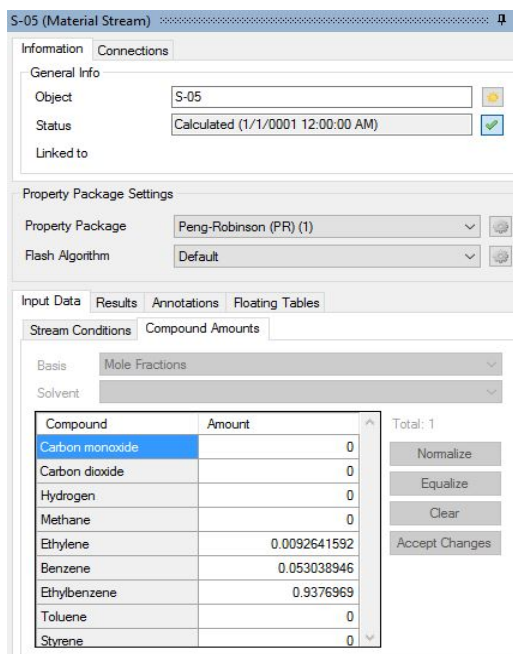 S-05 (Material Stream)
Information Connections
General Info
Object S-05
Status Calculated (1/1/0001 12:00:00 AM)
Linked to
Property Package Settings
Property Package Peng-Robinson (PR) (1)
Flash Algorithm Default
Input Data Results Annotations Floating Tables
Stream Conditions Compound Amounts
Basis Mole Fractions
Solvent
Compound Amount Total: 1
Carbon monoxide 0 Normalize
Carbon dioxide 0
Hydrogen 0 Equalize
Methane 0 Clear
Ethylene 0.0092641592
Benzene 0.053038946 Accept Changes
Ethylbenzene 0.9376969
Toluene 0
Styrene 0